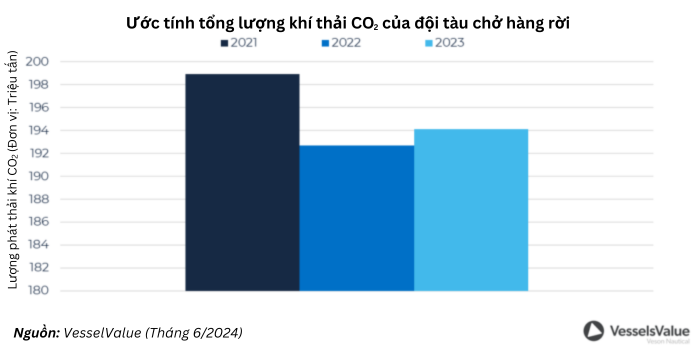 Ước tính tổng lượng khí thải CO₂ của đội tàu chở hàng rời
2021 2022 2023
Lượng phát thải khí CO₂ (Đơn vị: Triệu tấn)
200
198
196
194
192
190
188
186
184
182
180
Nguồn: VesselValue (Tháng 6/2024)
VesselsValue
Veson Nautical